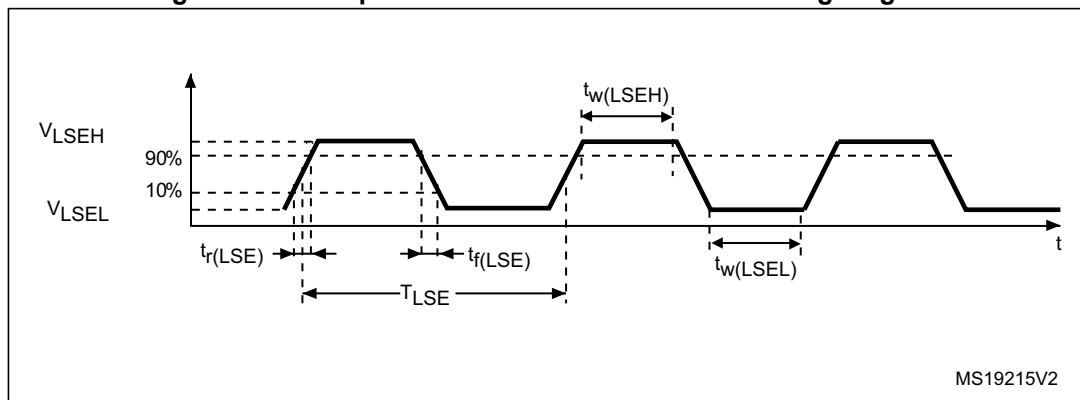 tw(LSEH)
VLSEH
90%
10%
VLSEL
t
tr(LSE)
tf(LSE)
tw(LSEL)
TLSE
MS19215V2